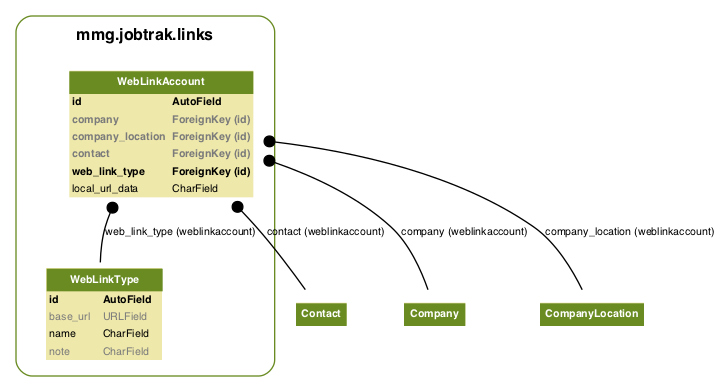 mmg.jobtrak.links
WebLinkAccount
id AutoField
company ForeignKey (id)
company_location ForeignKey (id)
contact ForeignKey (id)
web_link_type ForeignKey (id)
local_url_data CharField
web_link_type (weblinkaccount) contact (weblinkaccount) company (weblinkaccount) company_location (weblinkaccount)
WebLinkType
id AutoField
base_url URLField
name CharField
note CharField
Contact Company CompanyLocation